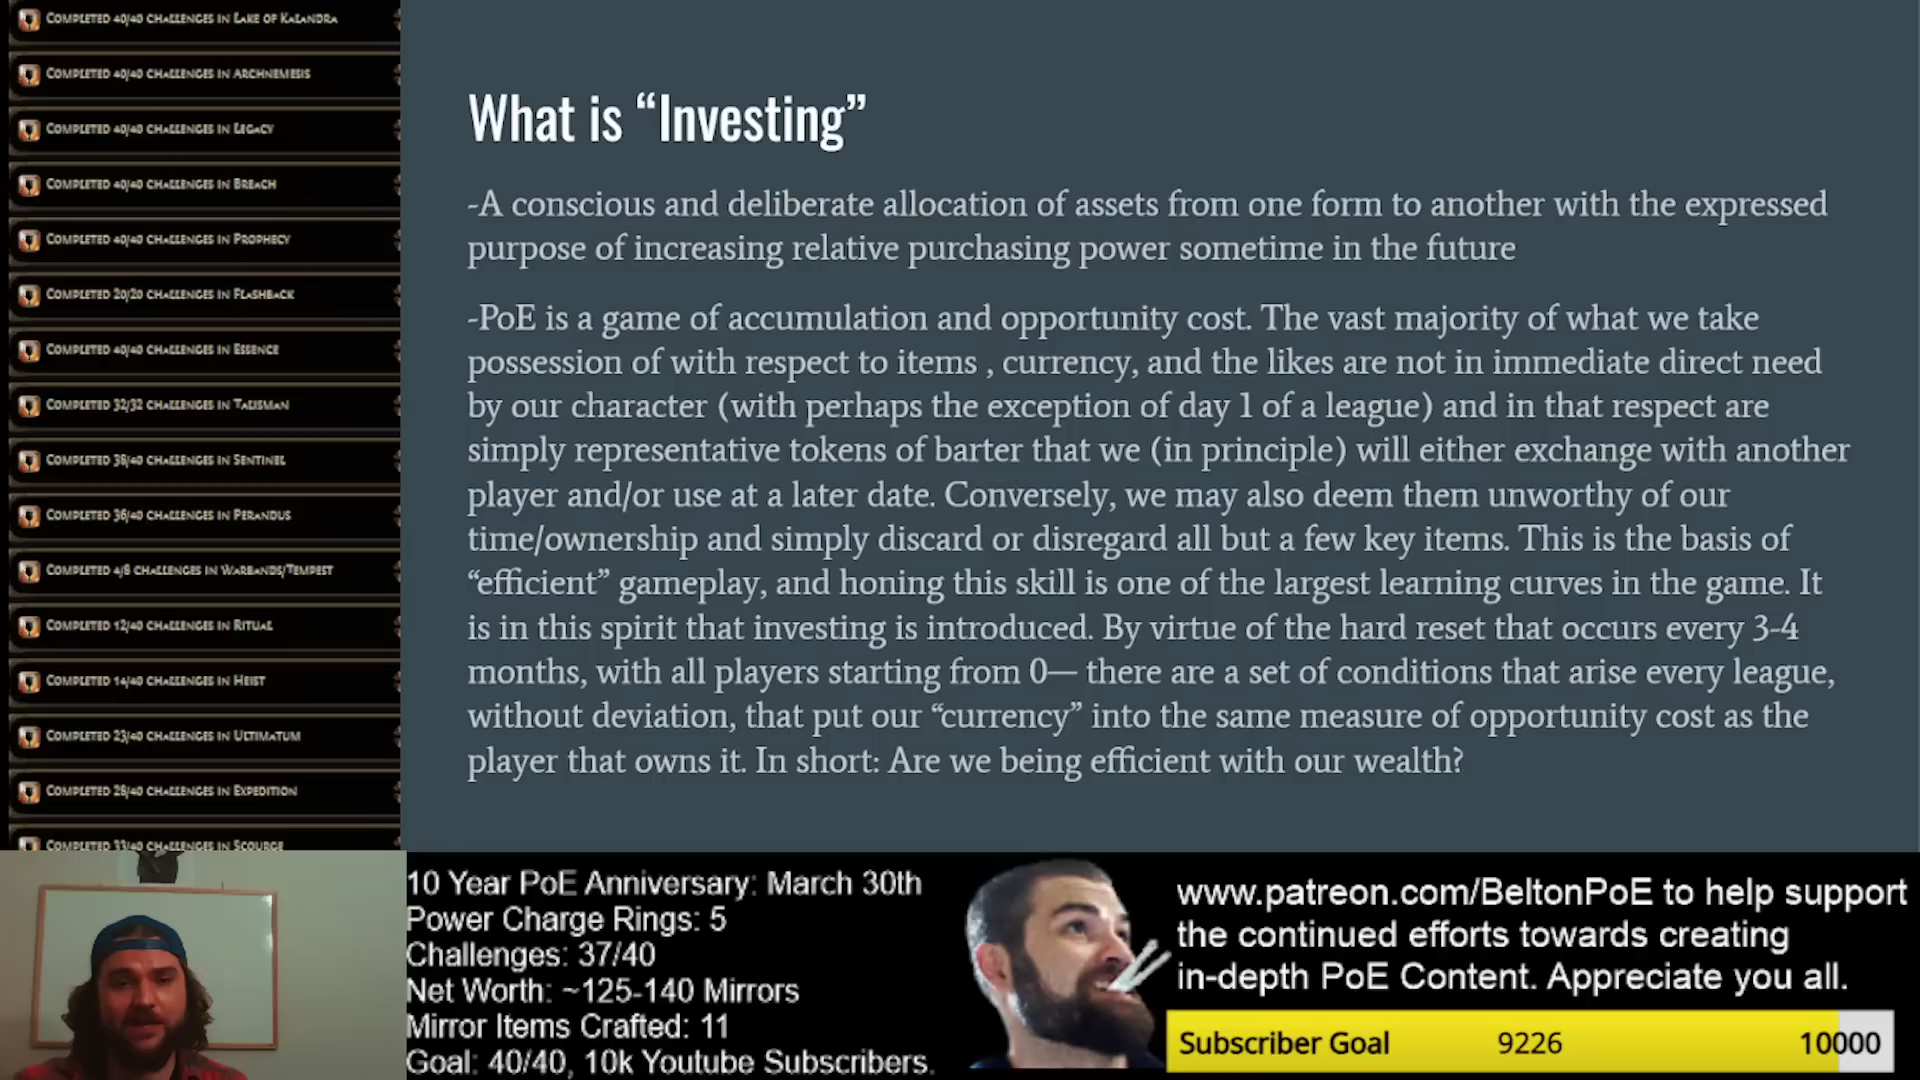 COMPLETED 40/40 CHALLENGES IN LAKE OF KALANDRA
COMPLETED 40/40 CHALLENGES IN ARCHNEMESIS
COMPLETED 40/40 CHALLENGES IN LEGACY
COMPLETED 40/40 CHALLENGES IN BREACH
COMPLETED 40/40 CHALLENGES IN PROPHECY
COMPLETED 20/20 CHALLENGES IN FLASHBACK
COMPLETED 40/40 CHALLENGES IN ESSENCE
COMPLETED 32/32 CHALLENGES IN TALISMAN
COMPLETED 38/40 CHALLENGES IN SENTINEL
COMPLETED 36/40 CHALLENGES IN PERANDUS
COMPLETED 4/8 CHALLENGES IN WARBANDS/TEMPEST
COMPLETED 12/40 CHALLENGES IN RITUAL
COMPLETED 14/40 CHALLENGES IN HEIST
COMPLETED 23/40 CHALLENGES IN ULTIMATUM
COMPLETED 28/40 CHALLENGES IN EXPEDITION
COMPLETED 33/40 CHALLENGES IN SCOURGE
What is “Investing”
-A conscious and deliberate allocation of assets from one form to another with the expressed
purpose of increasing relative purchasing power sometime in the future
-PoE is a game of accumulation and opportunity cost. The vast majority of what we take
possession of with respect to items , currency, and the likes are not in immediate direct need
by our character (with perhaps the exception of day 1 of a league) and in that respect are
simply representative tokens of barter that we (in principle) will either exchange with another
player and/or use at a later date. Conversely, we may also deem them unworthy of our
time/ownership and simply discard or disregard all but a few key items. This is the basis of
“efficient” gameplay, and honing this skill is one of the largest learning curves in the game. It
is in this spirit that investing is introduced. By virtue of the hard reset that occurs every 3-4
months, with all players starting from 0— there are a set of conditions that arise every league,
without deviation, that put our “currency” into the same measure of opportunity cost as the
player that owns it. In short: Are we being efficient with our wealth?
10 Year PoE Anniversary: March 30th
Power Charge Rings: 5
Challenges: 37/40
Net Worth: ~125-140 Mirrors
Mirror Items Crafted: 11
Goal: 40/40, 10k Youtube Subscribers.
www.patreon.com/BeltonPoE to help support
the continued efforts towards creating
in-depth PoE Content. Appreciate you all.
Subscriber Goal 9226 10000